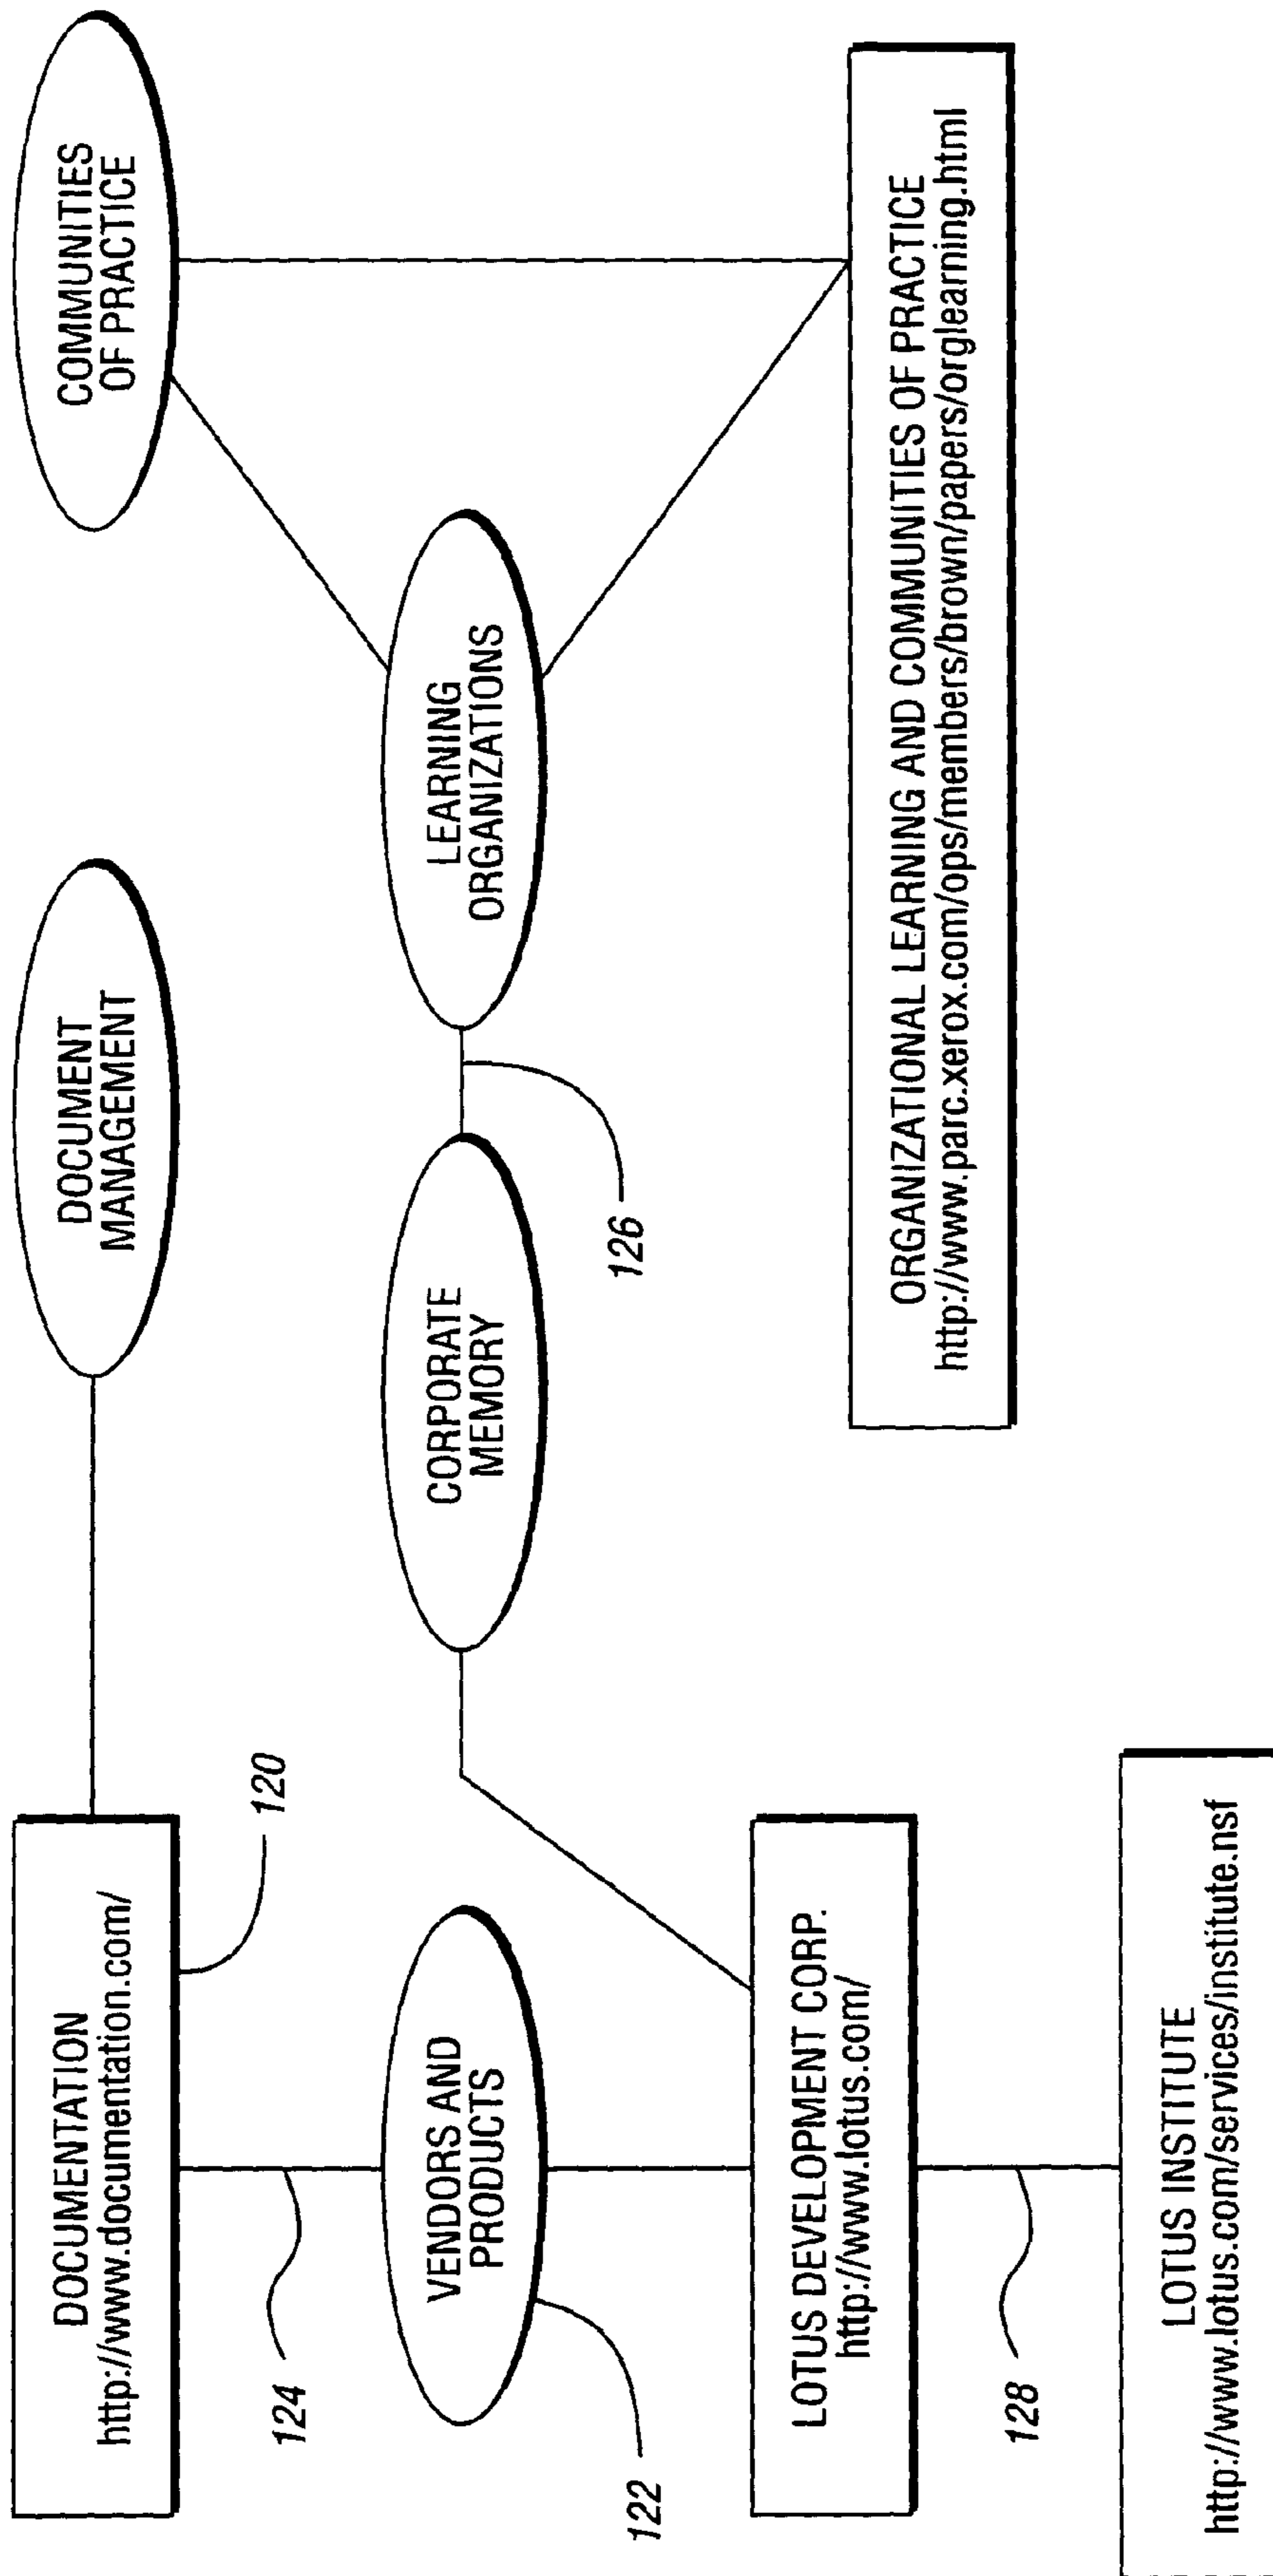 DOCUMENTATION
http://www.documentation.com/
120
DOCUMENT
MANAGEMENT
COMMUNITIES
OF PRACTICE
124
VENDORS AND
PRODUCTS
122
CORPORATE
MEMORY
126
LEARNING
ORGANIZATIONS
LOTUS DEVELOPMENT CORP.
http://www.lotus.com/
128
ORGANIZATIONAL LEARNING AND COMMUNITIES OF PRACTICE
http://www.parc.xerox.com/ops/members/brown/papers/orglearning.html
LOTUS INSTITUTE
http://www.lotus.com/services/institute.nsf